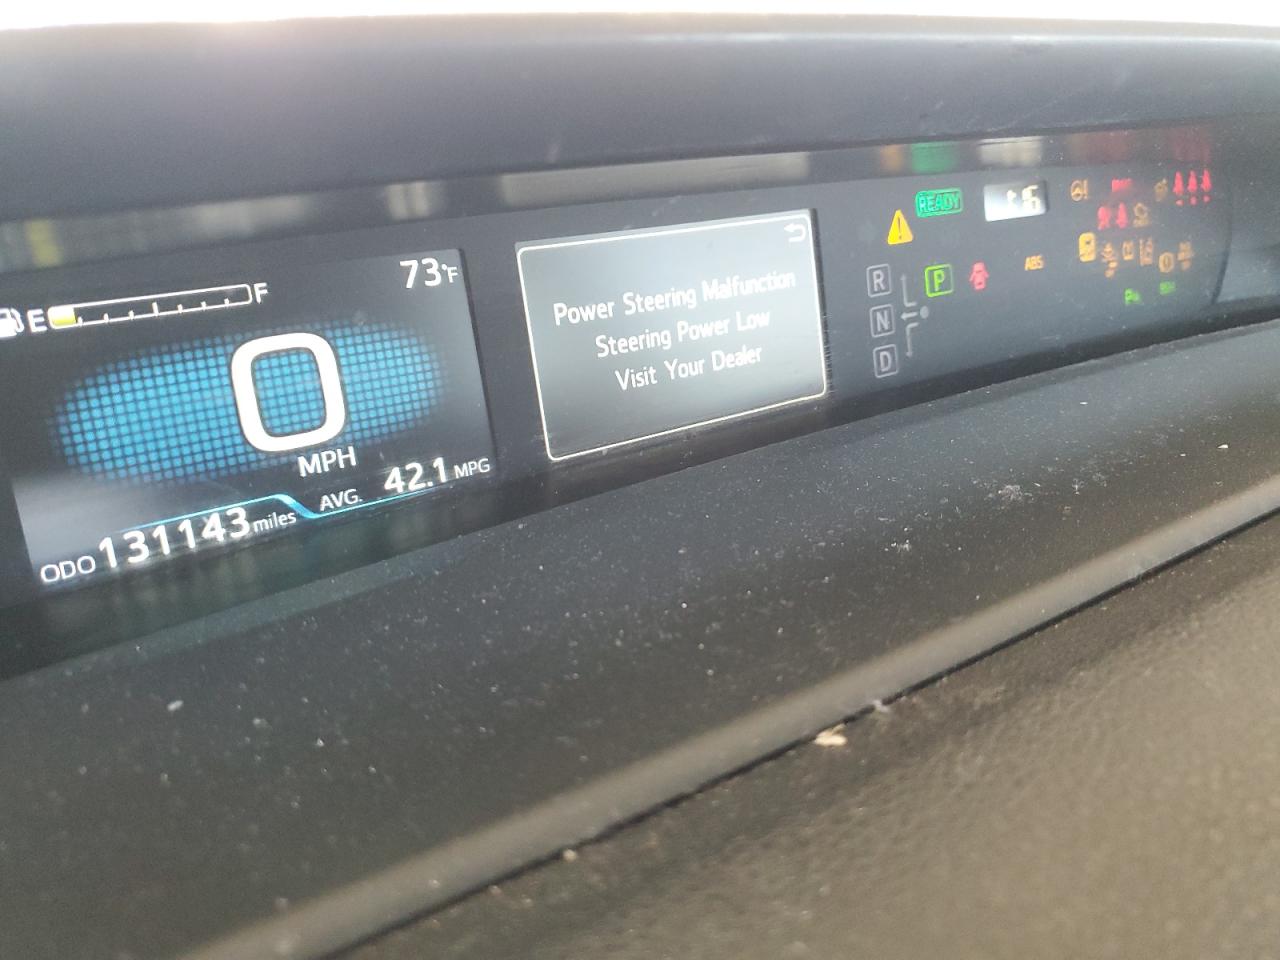 E F
73°F
0
MPH
AVG. 42.1 MPG
ODO 131143 miles
Power Steering Malfunction
Steering Power Low
Visit Your Dealer
READY
R P
N
D
ABS